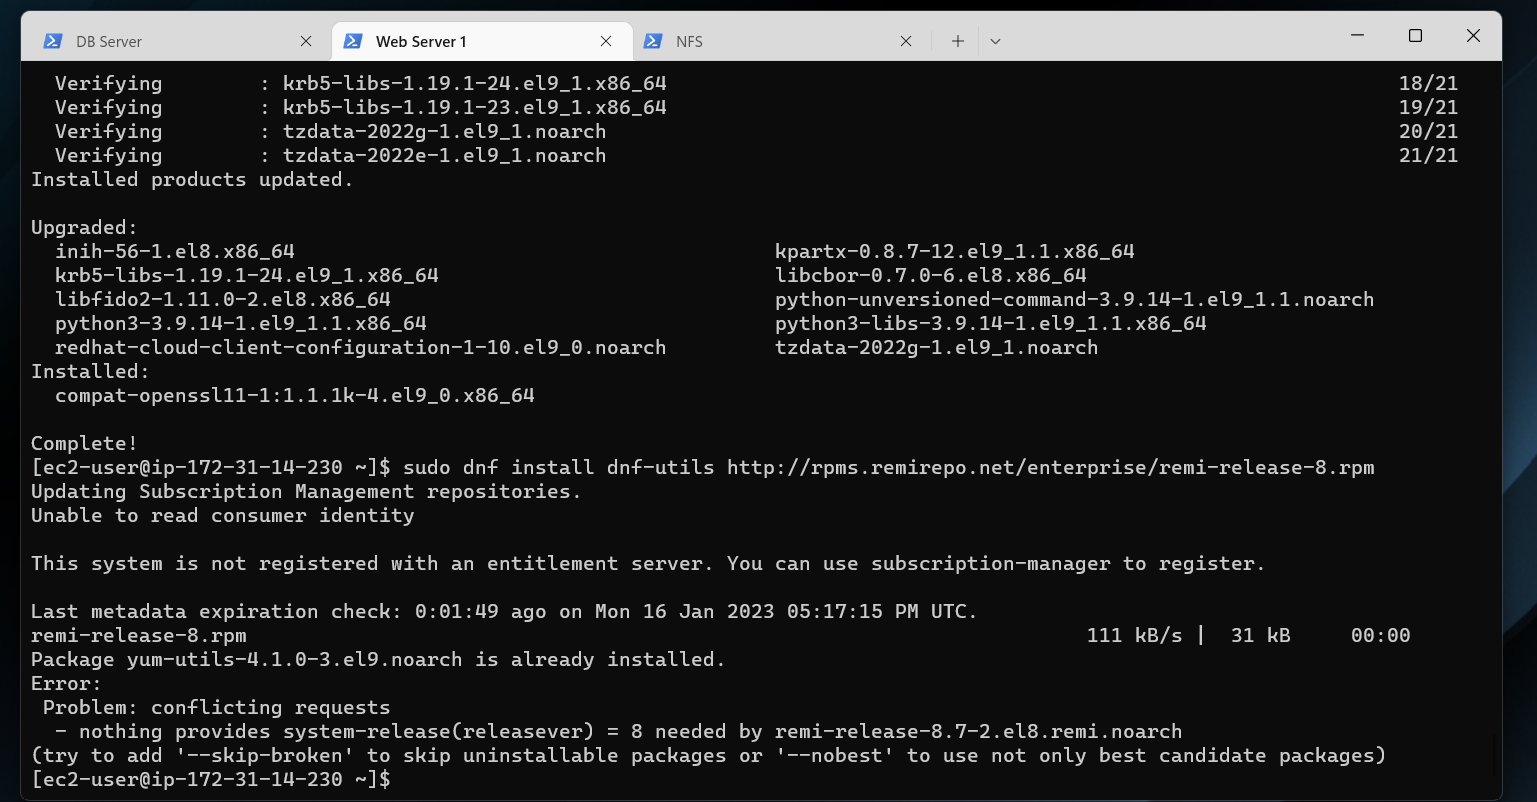 DB Server Web Server 1 NFS
Verifying : krb5-libs-1.19.1-24.el9_1.x86_64 18/21
Verifying : krb5-libs-1.19.1-23.el9_1.x86_64 19/21
Verifying : tzdata-2022g-1.el9_1.noarch 20/21
Verifying : tzdata-2022e-1.el9_1.noarch 21/21
Installed products updated.
Upgraded:
inih-56-1.el8.x86_64 kpartx-0.8.7-12.el9_1.1.x86_64
krb5-libs-1.19.1-24.el9_1.x86_64 libcbor-0.7.0-6.el8.x86_64
libfido2-1.11.0-2.el8.x86_64 python-unversioned-command-3.9.14-1.el9_1.1.noarch
python3-3.9.14-1.el9_1.1.x86_64 python3-libs-3.9.14-1.el9_1.1.x86_64
redhat-cloud-client-configuration-1-10.el9_0.noarch tzdata-2022g-1.el9_1.noarch
Installed:
compat-openssl11-1:1.1.1k-4.el9_0.x86_64
Complete!
[ec2-user@ip-172-31-14-230 ~]$ sudo dnf install dnf-utils http://rpms.remirepo.net/enterprise/remi-release-8.rpm
Updating Subscription Management repositories.
Unable to read consumer identity
This system is not registered with an entitlement server. You can use subscription-manager to register.
Last metadata expiration check: 0:01:49 ago on Mon 16 Jan 2023 05:17:15 PM UTC.
remi-release-8.rpm 111 kB/s | 31 kB 00:00
Package yum-utils-4.1.0-3.el9.noarch is already installed.
Error:
Problem: conflicting requests
- nothing provides system-release(releasever) = 8 needed by remi-release-8.7-2.el8.remi.noarch
(try to add '--skip-broken' to skip uninstallable packages or '--nobest' to use not only best candidate packages)
[ec2-user@ip-172-31-14-230 ~]$